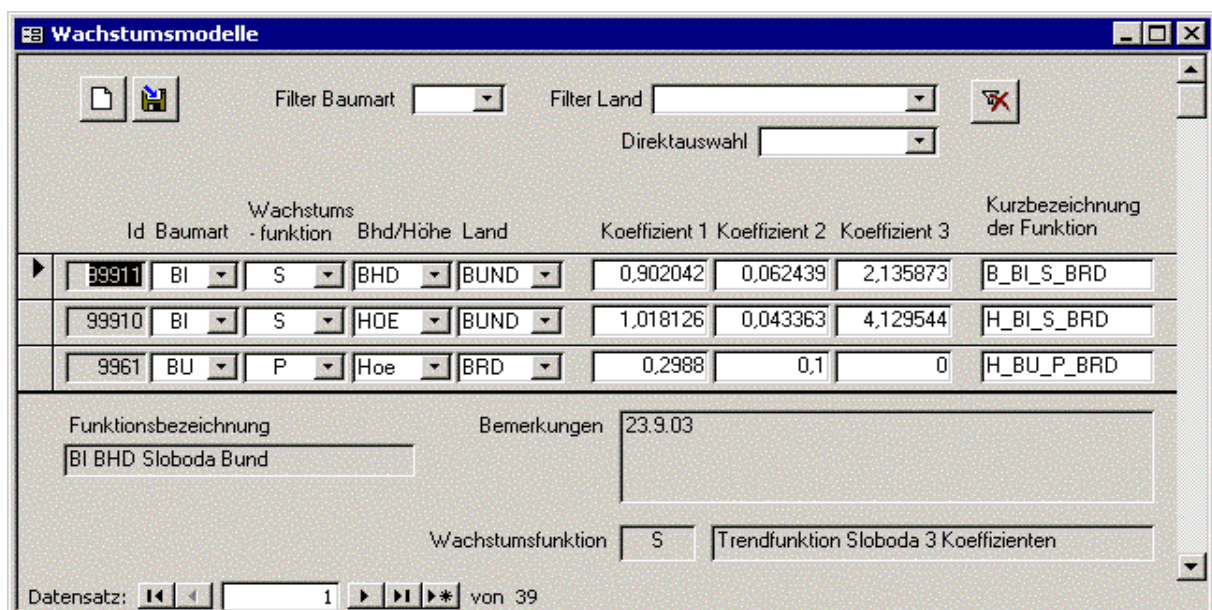 Wachstumsmodelle
Filter Baumart
Filter Land
Direktauswahl
Id Baumart Wachstums-funktion Bhd/Höhe Land Koeffizient 1 Koeffizient 2 Koeffizient 3 Kurzbezeichnung der Funktion
99911 BI S BHD BUND 0,902042 0,062439 2,135873 B_BI_S_BRD
99910 BI S HOE BUND 1,018126 0,043363 4,129544 H_BI_S_BRD
9961 BU P Hoe BRD 0,2988 0,1 0 H_BU_P_BRD
Funktionsbezeichnung
BI BHD Sloboda Bund
Bemerkungen 23.9.03
Wachstumsfunktion S Trendfunktion Sloboda 3 Koeffizienten
Datensatz: 1 von 39